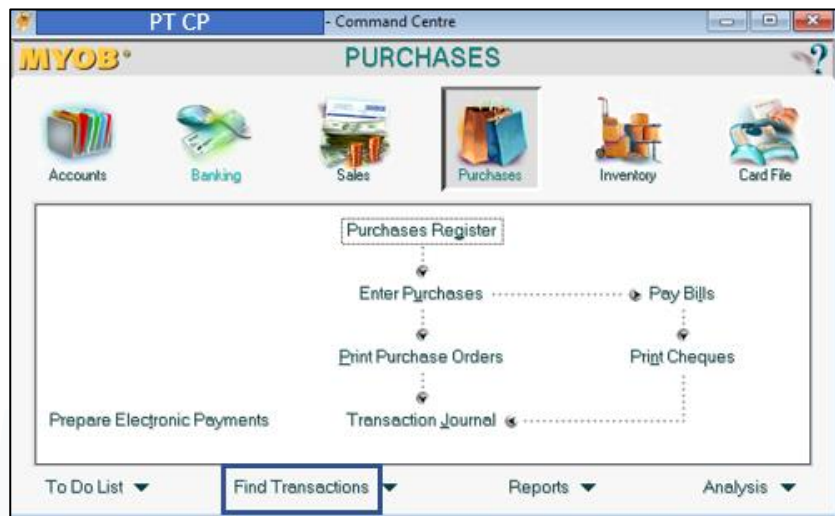 PT CP - Command Centre
MYOB® PURCHASES ?
Accounts Banking Sales Purchases Inventory Card File
Purchases Register
Enter Purchases Pay Bills
Print Purchase Orders Print Cheques
Prepare Electronic Payments Transaction Journal
To Do List Find Transactions Reports Analysis